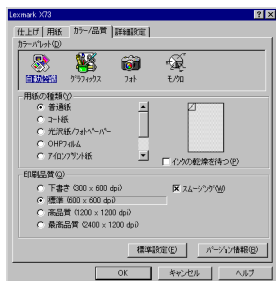 Lexmark X73
仕上げ 用紙 カラー/品質 詳細設定
カラーパレット(D)
自動選択 グラフィックス フォト モノクロ
用紙の種類(Y)
普通紙
コート紙
光沢紙/フォトペーパー
OHPフィルム
アイロンプリント紙
インクの乾燥を待つ(P)
印刷品質(Q)
下書き (300 x 600 dpi)
標準 (600 x 600 dpi)
高品質 (1200 x 1200 dpi)
最高品質 (2400 x 1200 dpi)
スムージング(W)
標準設定(E) バージョン情報(B)
OK キャンセル ヘルプ